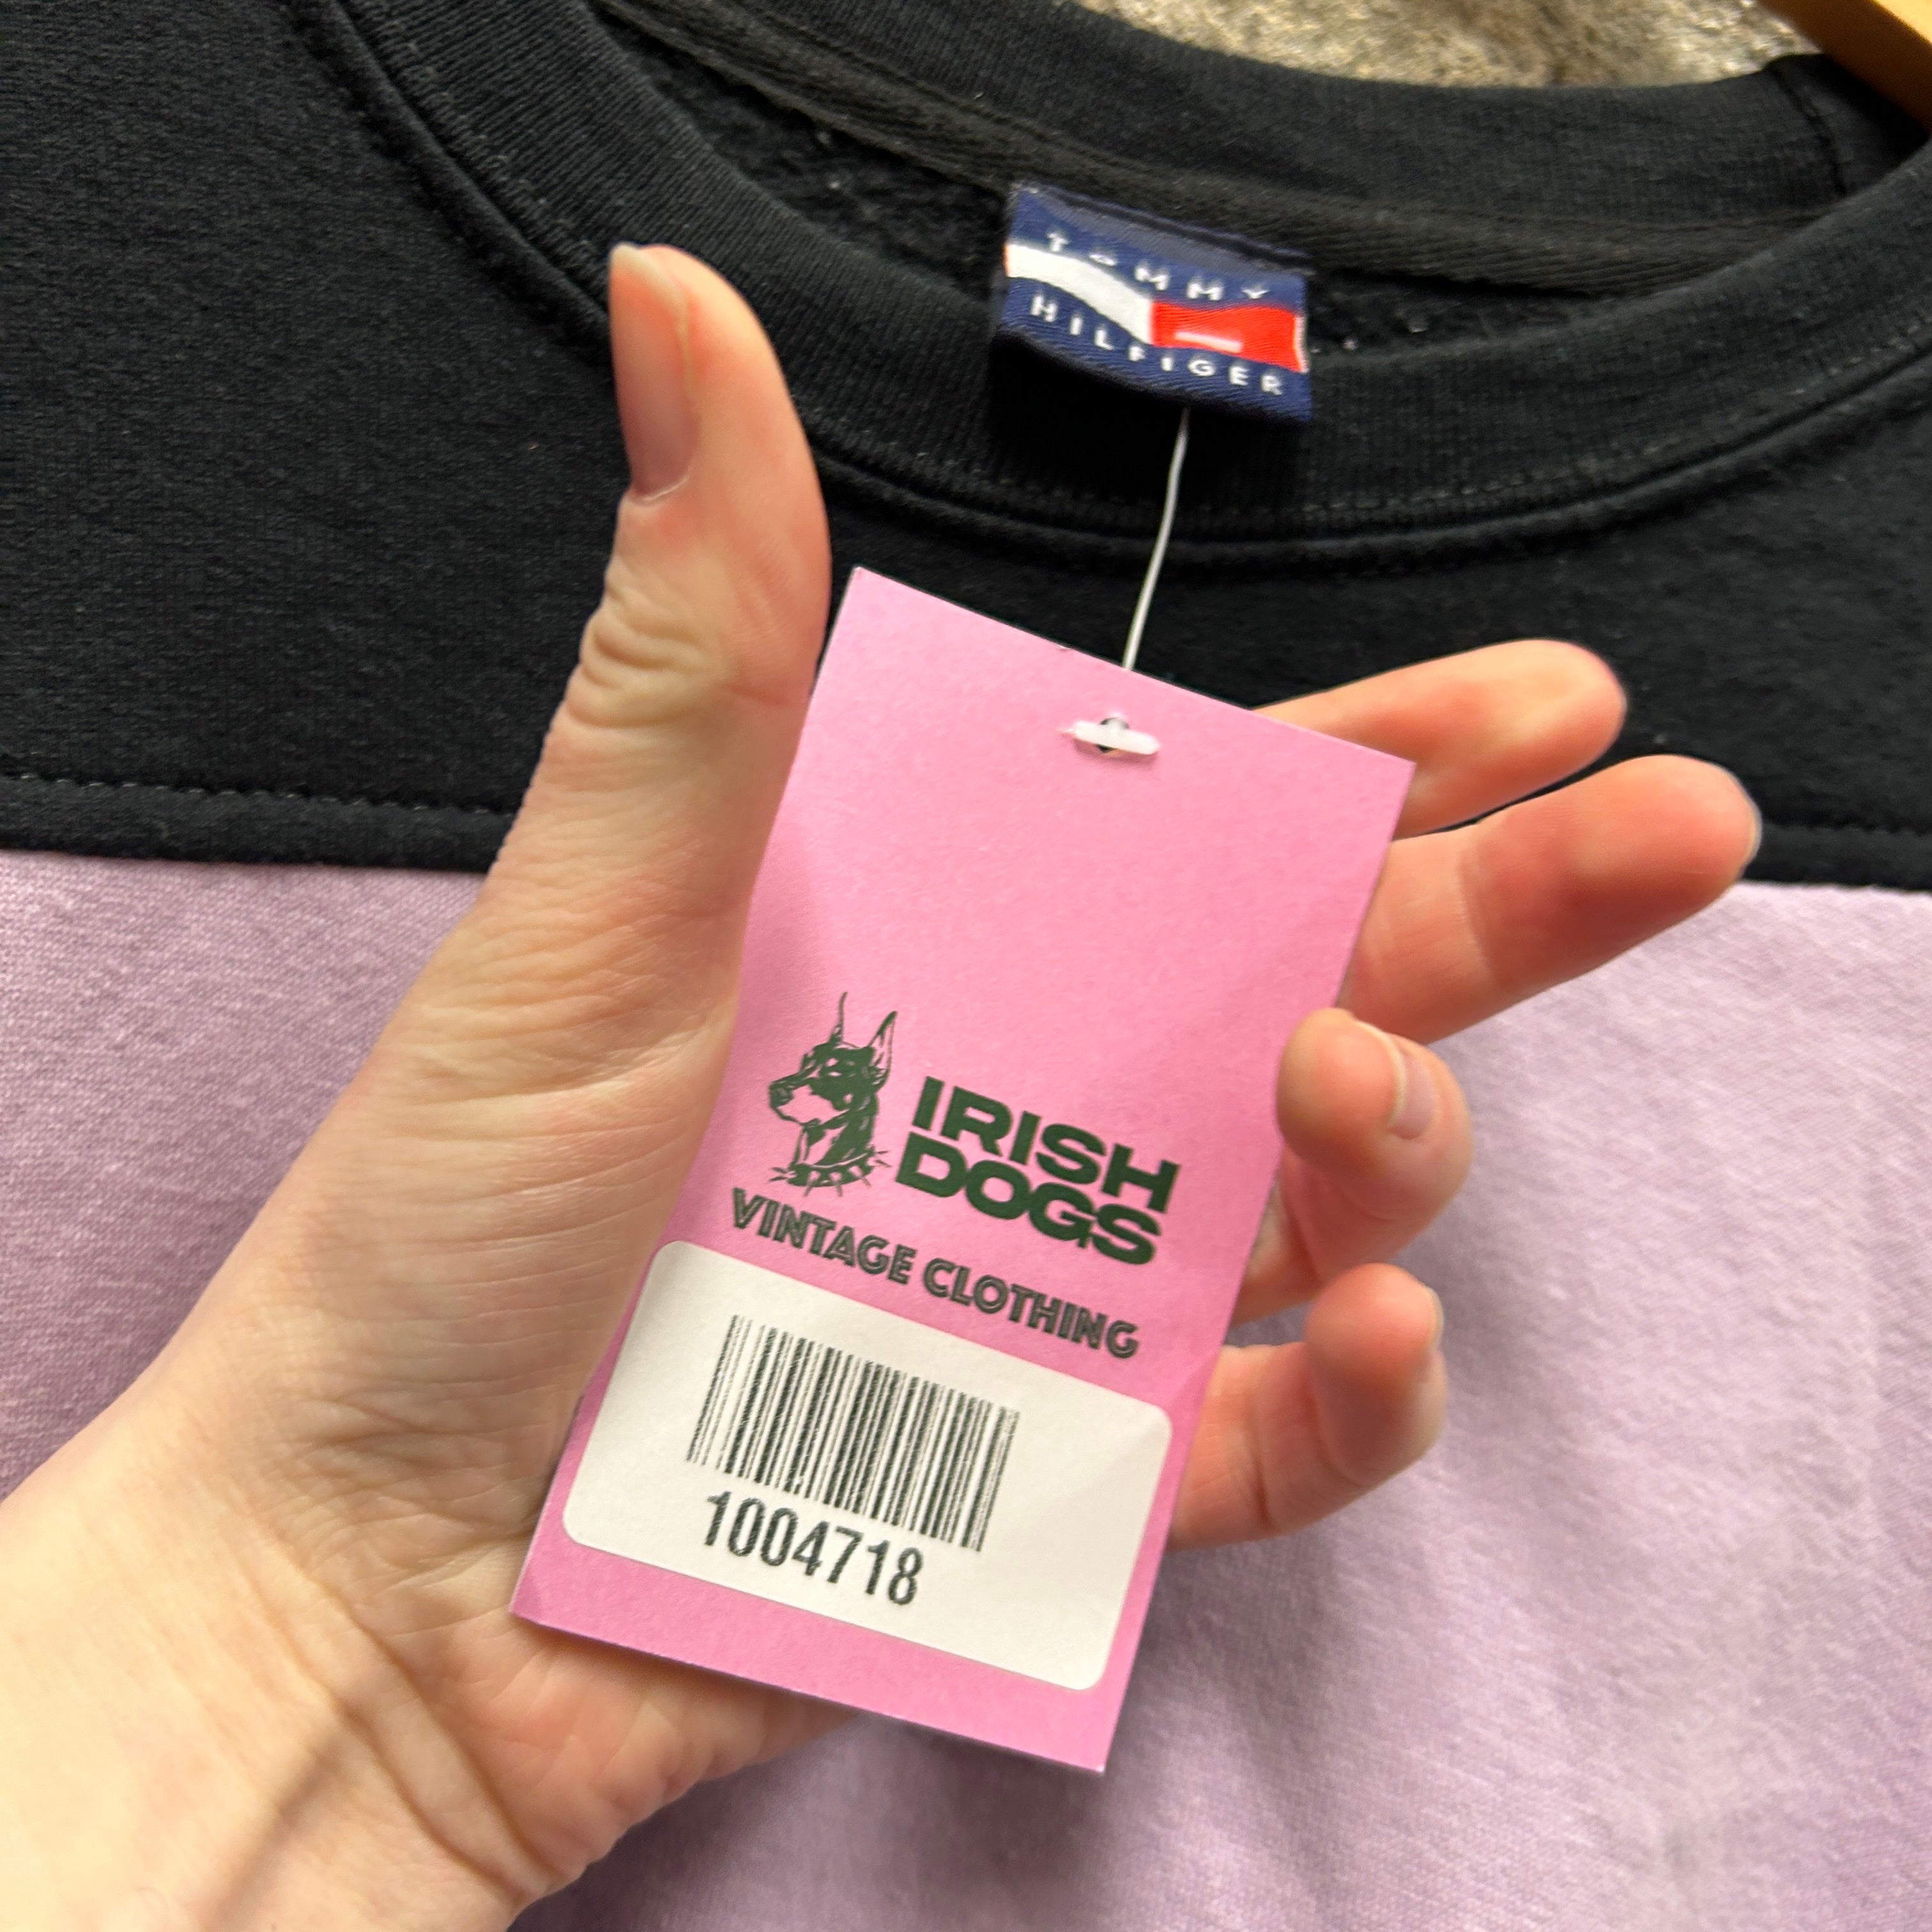 TOMMY
HILFIGER
IRISH
DOGS
VINTAGE CLOTHING
1004718